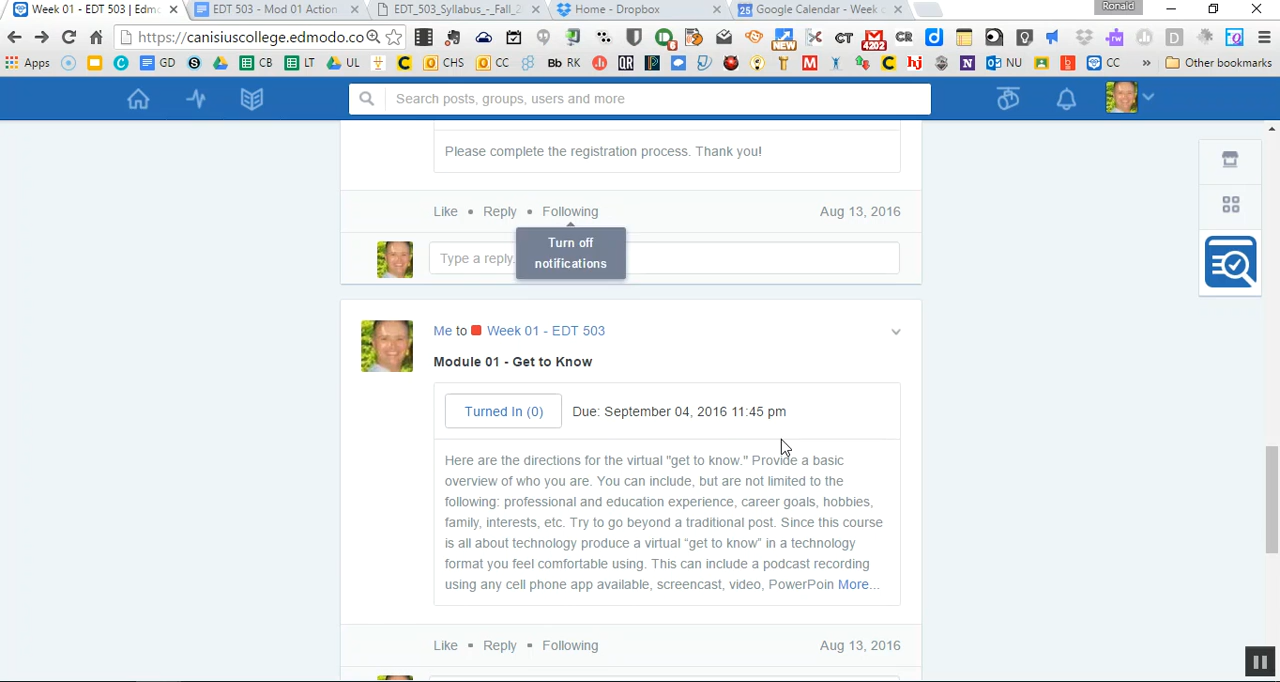 Week 01 - EDT 503 | Edmo
EDT 503 - Mod 01 Action
EDT_503_Syllabus_-_Fall_2
Home - Dropbox
Google Calendar - Week o
Ronald
https://canisiuscollege.edmodo.co
6
NEW
CT
4202
CR
rw
Apps
GD
CB
LT
UL
CHS
CC
Bb RK
QR
NU
CC
Other bookmarks
Search posts, groups, users and more
Please complete the registration process. Thank you!
Like Reply Following Aug 13, 2016
Turn off
notifications
Type a reply.
Me to Week 01 - EDT 503
Module 01 - Get to Know
Turned In (0) Due: September 04, 2016 11:45 pm
Here are the directions for the virtual "get to know." Provide a basic
overview of who you are. You can include, but are not limited to the
following: professional and education experience, career goals, hobbies,
family, interests, etc. Try to go beyond a traditional post. Since this course
is all about technology produce a virtual “get to know” in a technology
format you feel comfortable using. This can include a podcast recording
using any cell phone app available, screencast, video, PowerPoin More...
Like Reply Following Aug 13, 2016